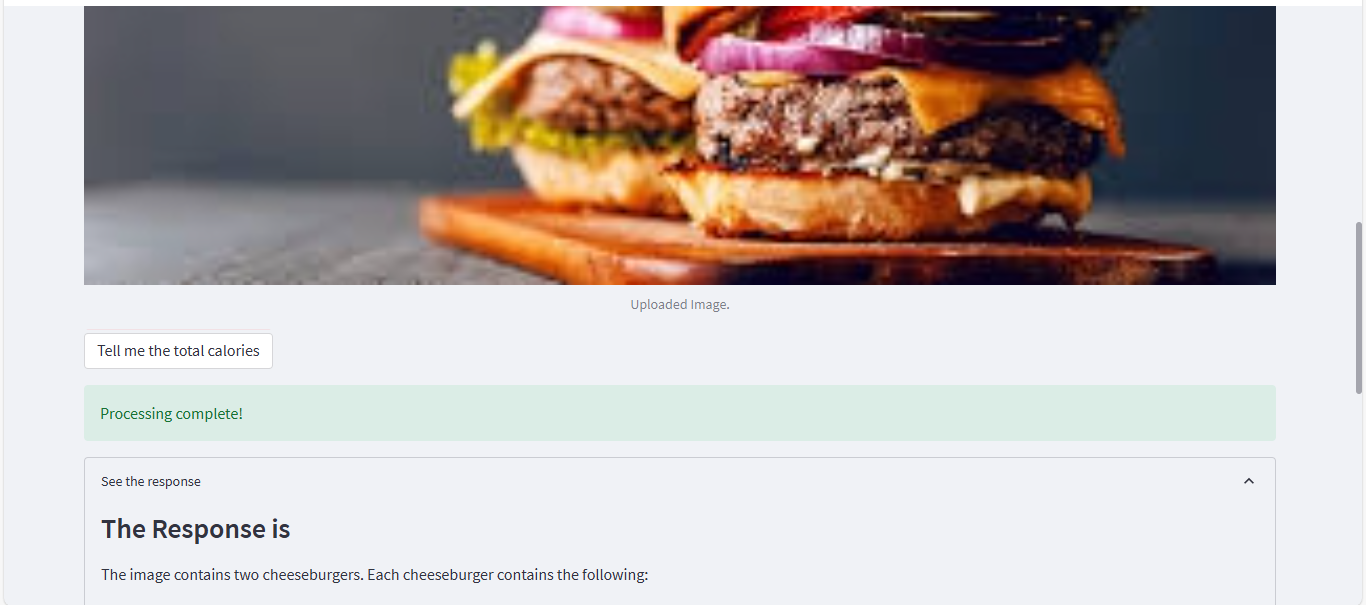 Uploaded Image.
Tell me the total calories
Processing complete!
See the response
The Response is
The image contains two cheeseburgers. Each cheeseburger contains the following: